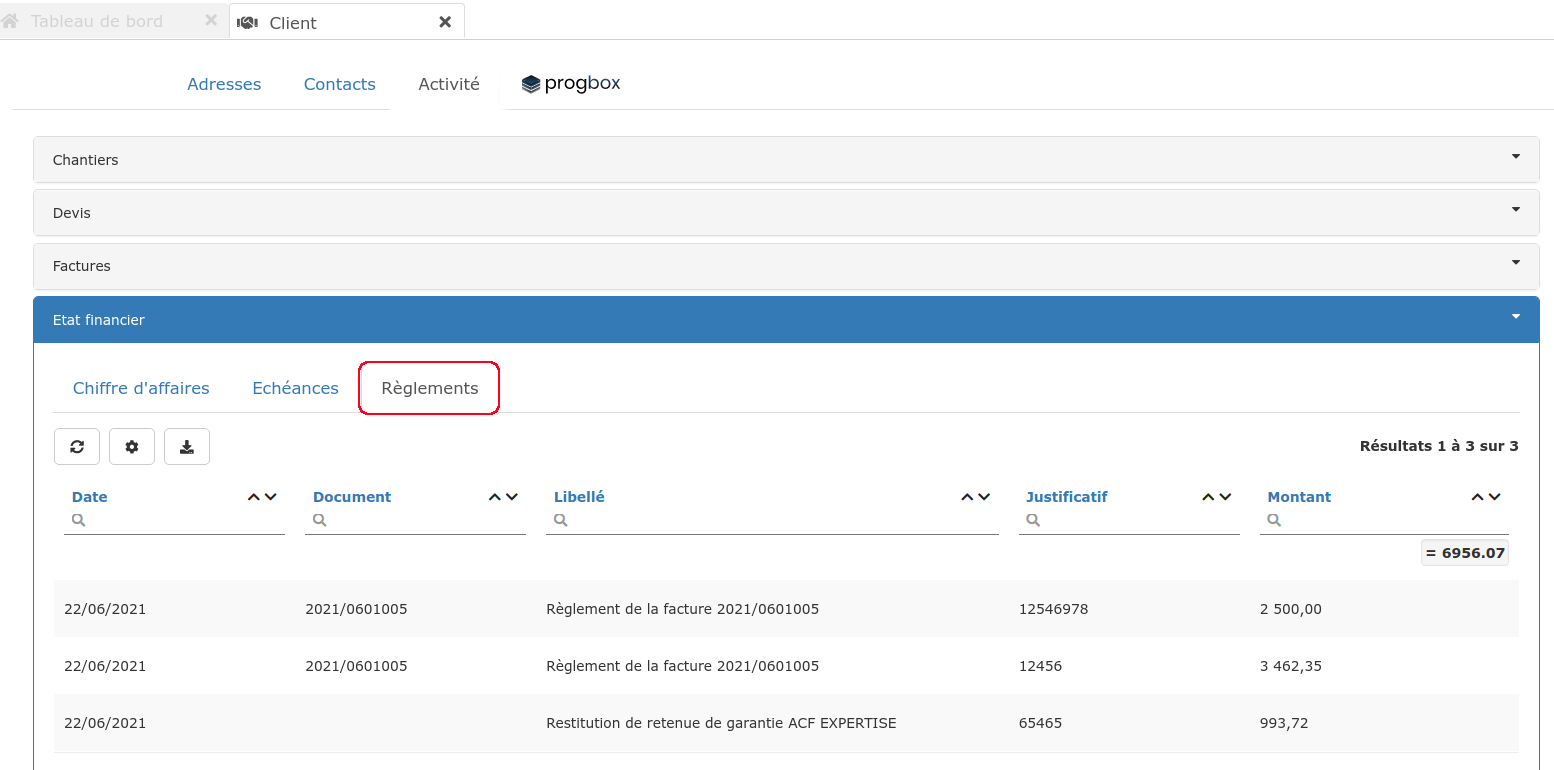 Tableau de bord
Client
Adresses Contacts Activité progbox
Chantiers
Devis
Factures
Etat financier
Chiffre d'affaires Echéances Règlements
Résultats 1 à 3 sur 3
Date Document Libellé Justificatif Montant
= 6956.07
22/06/2021 2021/0601005 Règlement de la facture 2021/0601005 12546978 2 500,00
22/06/2021 2021/0601005 Règlement de la facture 2021/0601005 12456 3 462,35
22/06/2021 Restitution de retenue de garantie ACF EXPERTISE 65465 993,72